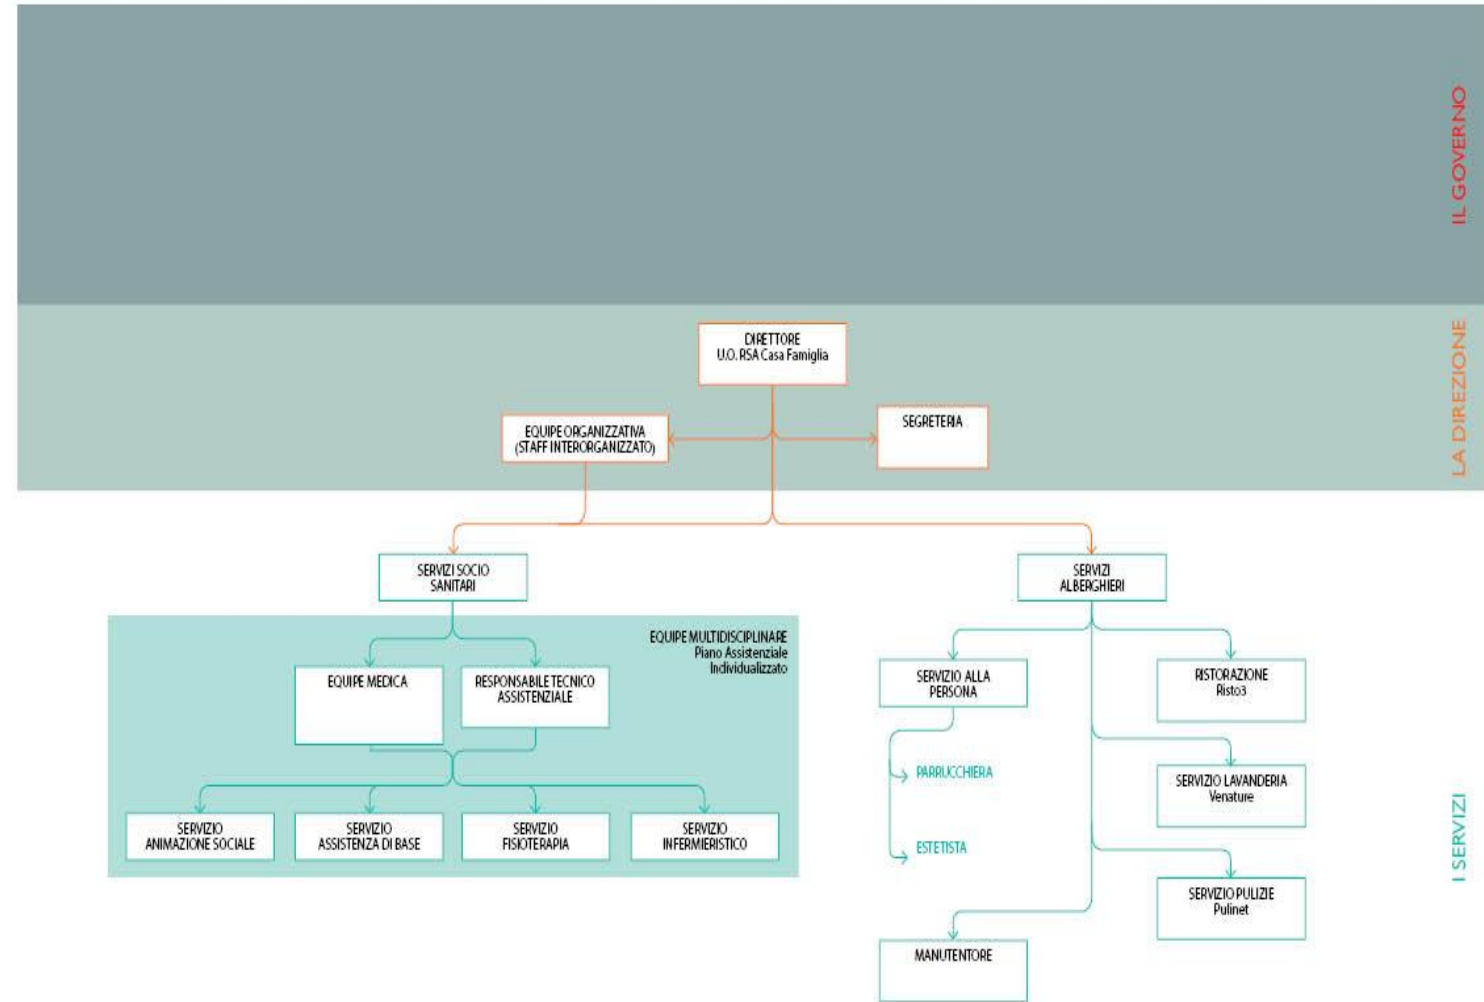 IL GOVERNO
LA DIREZIONE
DIRETTORE
U.O. RSA Casa Famiglia
EQUIPE ORGANIZZATIVA
(STAFF INTERORGANIZZATO)
SEGRETERIA
I SERVIZI
SERVIZI SOCIO
SANITARI
SERVIZI
ALBERGHIERI
EQUIPE MULTIDISCIPLINARE
Piano Assistenziale
Individualizzato
EQUIPE MEDICA
RESPONSABILE TECNICO
ASSISTENZIALE
SERVIZIO
ANIMAZIONE SOCIALE
SERVIZIO
ASSISTENZA DI BASE
SERVIZIO
FISIOTERAPIA
SERVIZIO
INFERMIERISTICO
SERVIZIO ALLA
PERSONA
PARRUCCHIERA
ESTETISTA
RISTORAZIONE
Risto3
SERVIZIO LAVANDERIA
Venature
SERVIZIO PULIZIE
Pulinet
MANUTENTORE